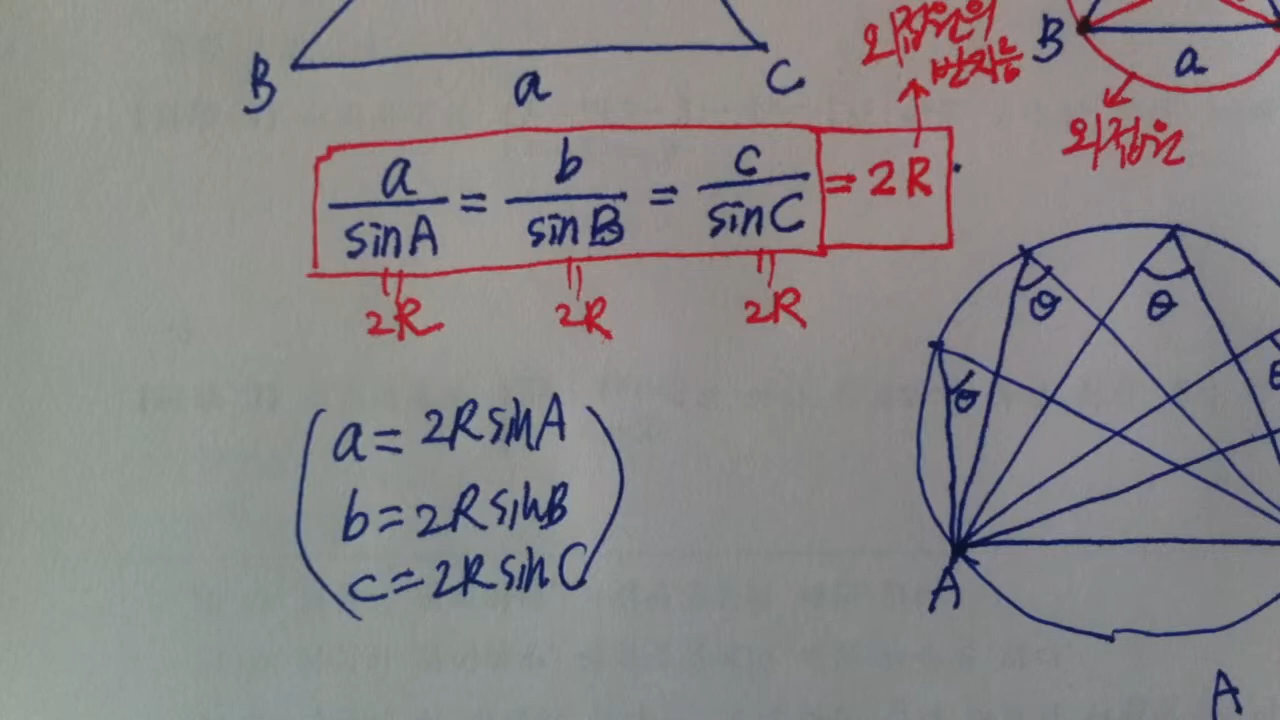 B a C
외접원의
반지름
B a
외접원
a/sinA = b/sinB = c/sinC = 2R
2R 2R 2R
θ θ θ θ
a=2RsinA
b=2RsinB
c=2RsinC
A
A